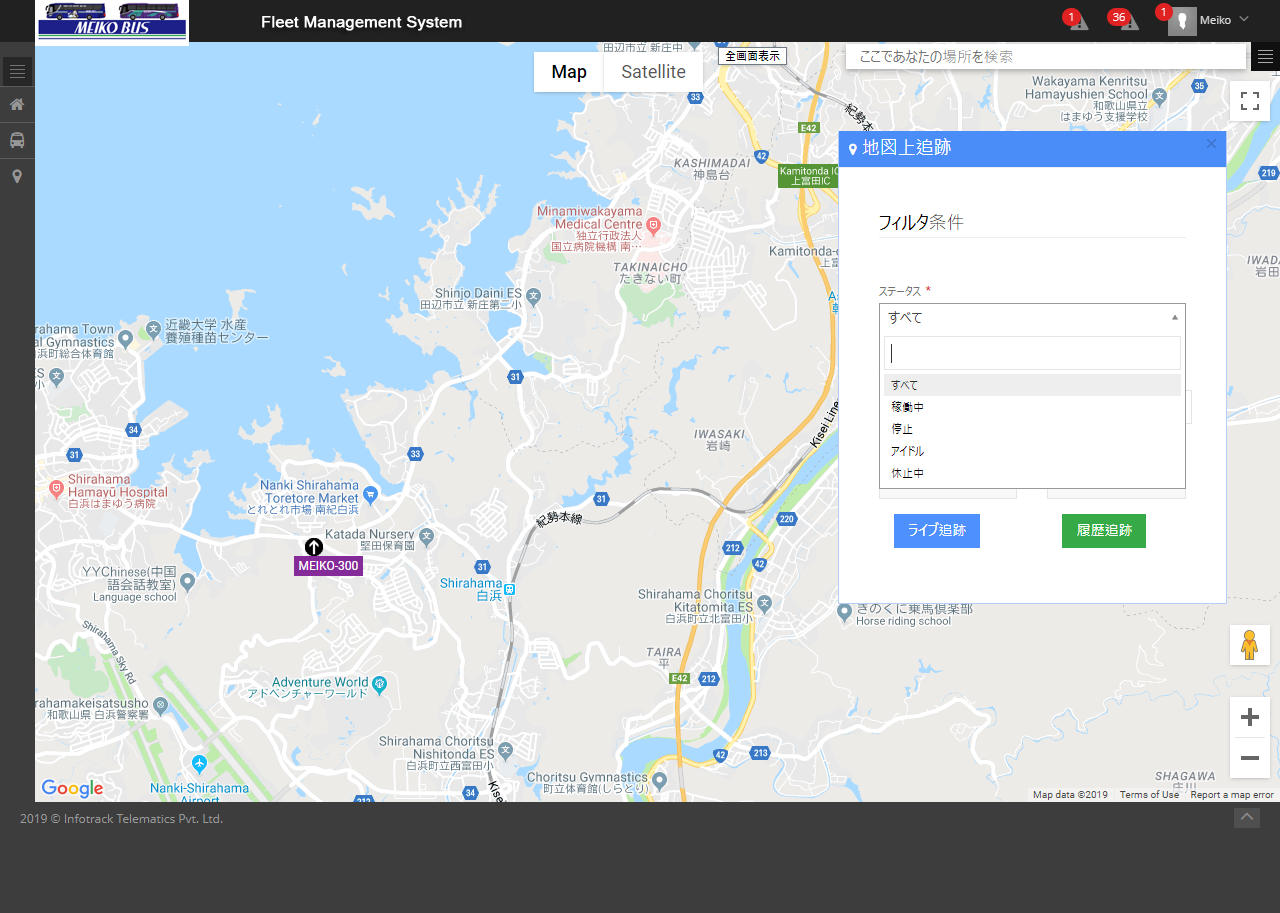 MEIKO BUS
Fleet Management System
1
36
1
Meiko
田辺市立 新庄中
全画面表示
ここであなたの場所を検索
Map
Satellite
Wakayama Kenritsu
Hamayushien School
和歌山県立
はまゆう支援学校
35
33
紀勢本
E42
地図上追跡
42
KASHIMADAI
神島台
Kamitonda IC
上富田IC
219
Minamiwakayama
Medical Centre
独立行政法人
国立病院機構 南…
フィルタ条件
Kamitonda-
上富
TAKINAICHO
たきない町
IWADA
岩田
Shinjo Daini ES
田辺市立 新庄第二小
ステータス *
すべて
近畿大学 水産
養殖種苗センター
irahama Town
al Gymnastics
白浜町総合体育館
ES
小
31
すべて
稼働中
停止
アイドル
休止中
34
33
31
IWASAKI
岩崎
Kisei Line
Shirahama
Hamayū Hospital
白浜はまゆう病院
Nanki Shirahama
Toretore Market
とれとれ市場 南紀白浜
31
紀勢本線
220
ライブ追跡
履歴追跡
Katada Nursery
堅田保育園
212
42
MEIKO-300
31
YYChinese(中国
語会話教室)
Language school
Shirahama
白浜
Shirahama Choritsu
Kitatomita ES
白浜町立北富田小
きのくに乗馬倶楽部
Horse riding school
Shirahama Sky Rd
TAIRA
平
E42
212
Adventure World
アドベンチャーワールド
irahamakeisatsusho
和歌山県 白浜警察署
Shirahama Choritsu
Nishitonda ES
白浜町立西富田小
42
213
Nanki-Shirahama
Airport
Choritsu Gymnastics
町立体育館(しらとり)
SHAGAWA
庄川
34
Kise
212
Google
Map data ©2019
Terms of Use
Report a map error
2019 © Infotrack Telematics Pvt. Ltd.